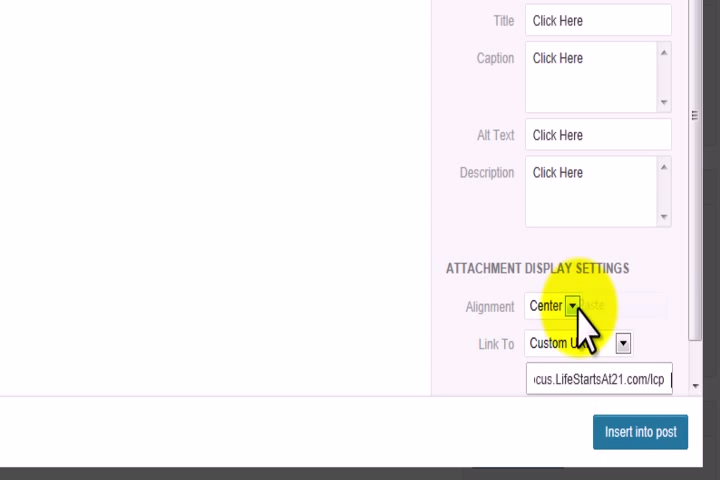 Title Click Here
Caption Click Here
Alt Text Click Here
Description Click Here
ATTACHMENT DISPLAY SETTINGS
Alignment Center
Link To Custom
cus.LifeStartsAt21.com/lcp
Insert into post